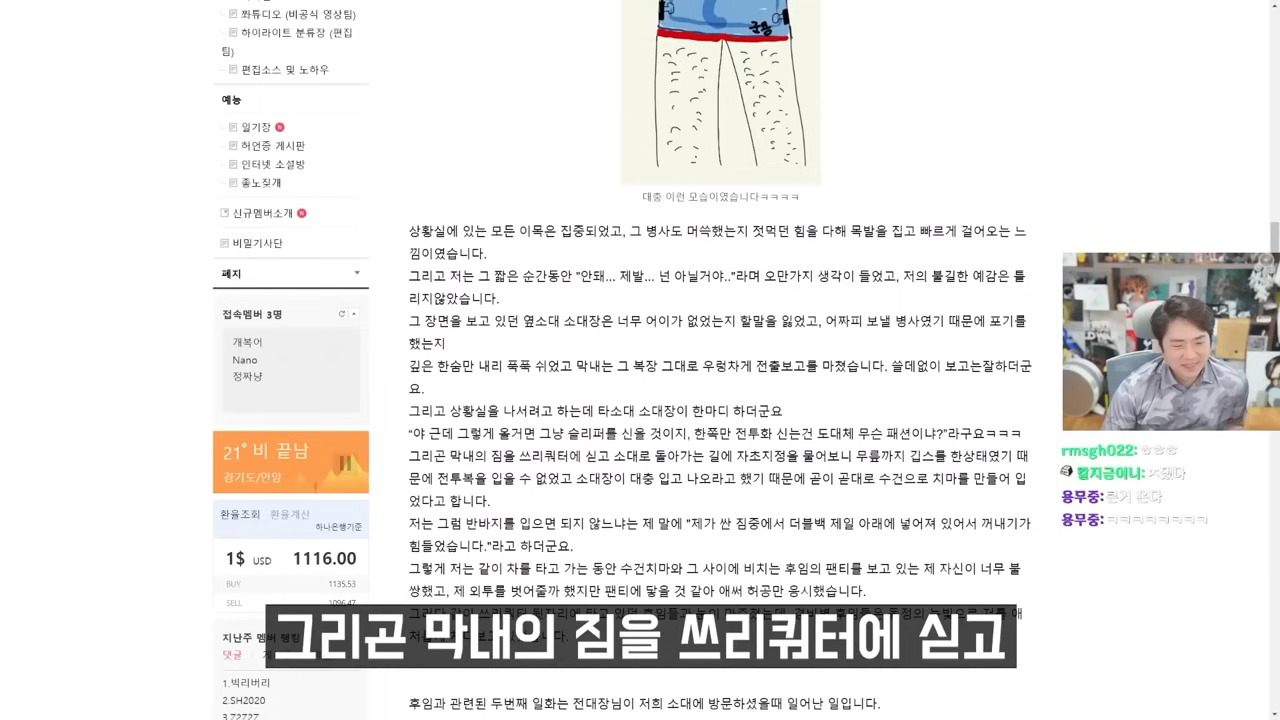 쫘튜디오 (비공식 영상팀)
하이라이트 분류장 (편집
팀)
편집소스 및 노하우
예능
일기장
허언증 게시판
인터넷 소설방
좋노짖개
신규멤버소개
비밀기사단
페지
접속멤버 3명
개복어
Nano
정짜냥
21° 비 끝남
경기도/안양
환율조회 환율계산
하나은행기준
1$ USD 1116.00
BUY 1135.53
SELL 1096.47
지난주 멤버 랭킹
댓글
1.빅리버리
2.SH2020
3.Z7Z7Z
군용
대충 이런 모습이였습니다ㅋㅋㅋㅋ
상황실에 있는 모든 이목은 집중되었고, 그 병사도 머쓱했는지 젓먹던 힘을 다해 목발을 집고 빠르게 걸어오는 느
낌이였습니다.
그리고 저는 그 짧은 순간동안 "안돼... 제발... 넌 아닐거야.."라며 오만가지 생각이 들었고, 저의 불길한 예감은 틀
리지않았습니다.
그 장면을 보고 있던 옆소대 소대장은 너무 어이가 없었는지 할말을 잃었고, 어짜피 보낼 병사였기 때문에 포기를
했는지
깊은 한숨만 내리 푹푹 쉬었고 막내는 그 복장 그대로 우렁차게 전출보고를 마쳤습니다. 쓸데없이 보고는잘하더군
요.
그리고 상황실을 나서려고 하는데 타소대 소대장이 한마디 하더군요
“야 근데 그렇게 올거면 그냥 슬리퍼를 신을 것이지, 한쪽만 전투화 신는건 도대체 무슨 패션이냐?"라구요ㅋㅋㅋ
그리곤 막내의 짐을 쓰리쿼터에 싣고 소대로 돌아가는 길에 자초지정을 물어보니 무릎까지 깁스를 한상태였기 때
문에 전투복을 입을 수 없었고 소대장이 대충 입고 나오라고 했기 때문에 곧이 곧대로 수건으로 치마를 만들어 입
었다고 합니다.
저는 그럼 반바지를 입으면 되지 않느냐는 제 말에 "제가 싼 짐중에서 더블백 제일 아래에 넣어져 있어서 꺼내기가
힘들었습니다."라고 하더군요.
그렇게 저는 같이 차를 타고 가는 동안 수건치마와 그 사이에 비치는 후임의 팬티를 보고 있는 제 자신이 너무 불
쌍했고, 제 외투를 벗어줄까 했지만 팬티에 닿을 것 같아 애써 허공만 응시했습니다.
그리곤 막내의 짐을 쓰리쿼터에 싣고
후임과 관련된 두번째 일화는 전대장님이 저희 소대에 방문하셨을때 일어난 일입니다.
rmsgh022: ㅎㅎㅎ
칼지금이니:
용무중:
용무중: ㅋㅋㅋㅋㅋㅋㅋ